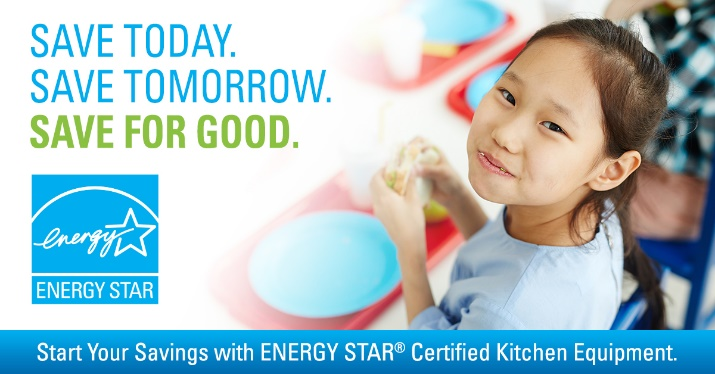 SAVE TODAY.
SAVE TOMORROW.
SAVE FOR GOOD.
energy
ENERGY STAR
Start Your Savings with ENERGY STAR® Certified Kitchen Equipment.